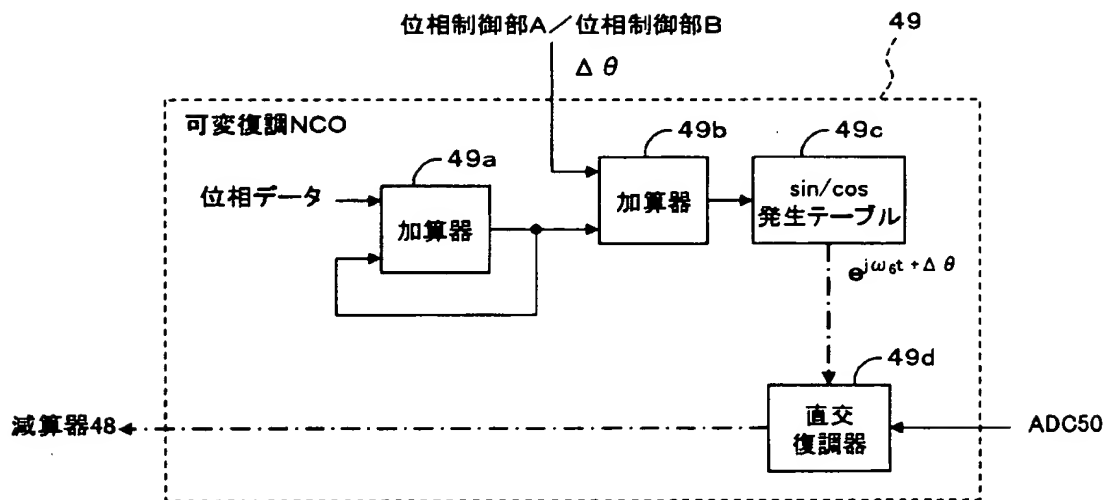 位相制御部A/位相制御部B
49
Δθ
可変復調NCO
49a
49b
49c
位相データ
加算器
加算器
sin/cos
発生テーブル
e^{jω₆t+Δθ}
49d
減算器48
直交
復調器
ADC50